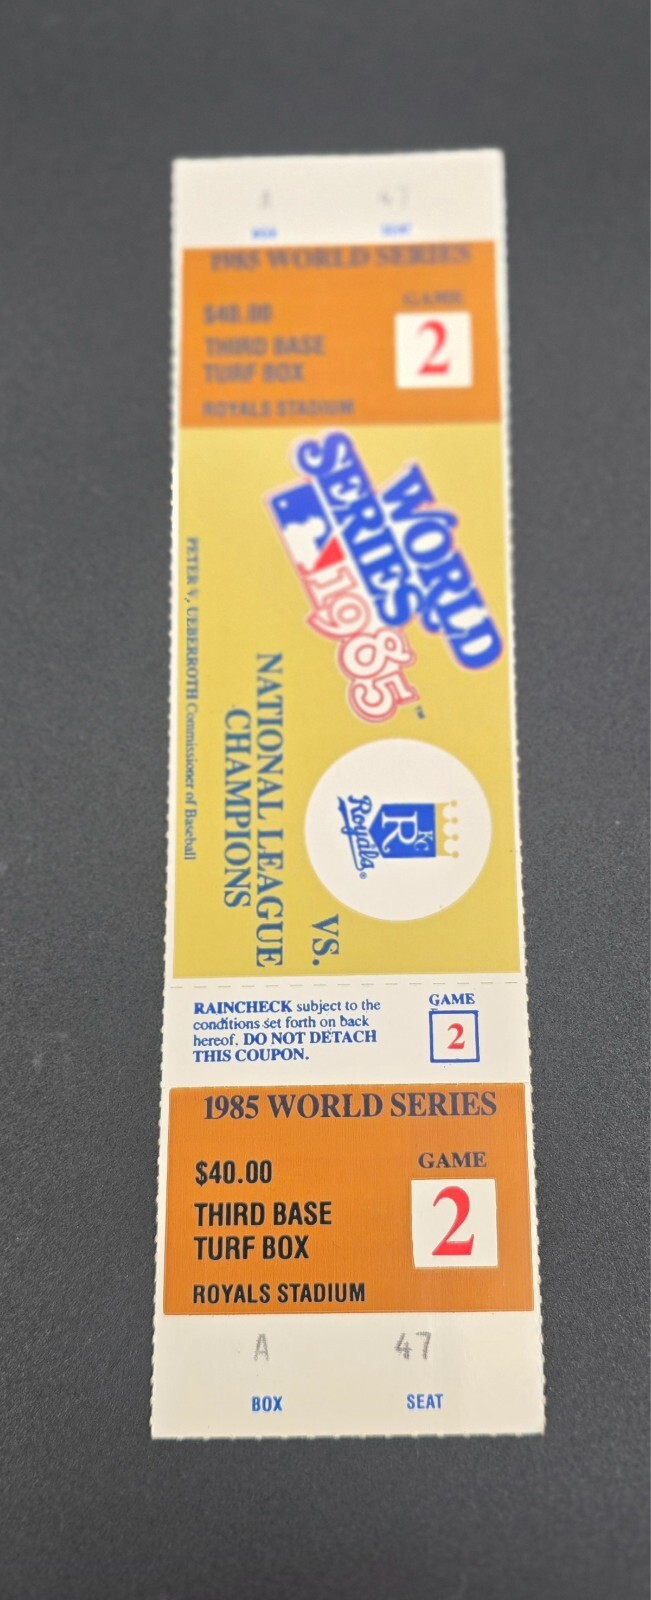 A 47
BOX SEAT
1985 WORLD SERIES
$40.00
GAME
2
THIRD BASE
TURF BOX
ROYALS STADIUM
WORLD
SERIES
1985™
PETER V. UEBERROTH Commissioner of Baseball
KC
R
Royals®
VS.
NATIONAL LEAGUE
CHAMPIONS
RAINCHECK subject to the
conditions set forth on back
hereof. DO NOT DETACH
THIS COUPON.
GAME
2
1985 WORLD SERIES
$40.00
GAME
2
THIRD BASE
TURF BOX
ROYALS STADIUM
A 47
BOX SEAT